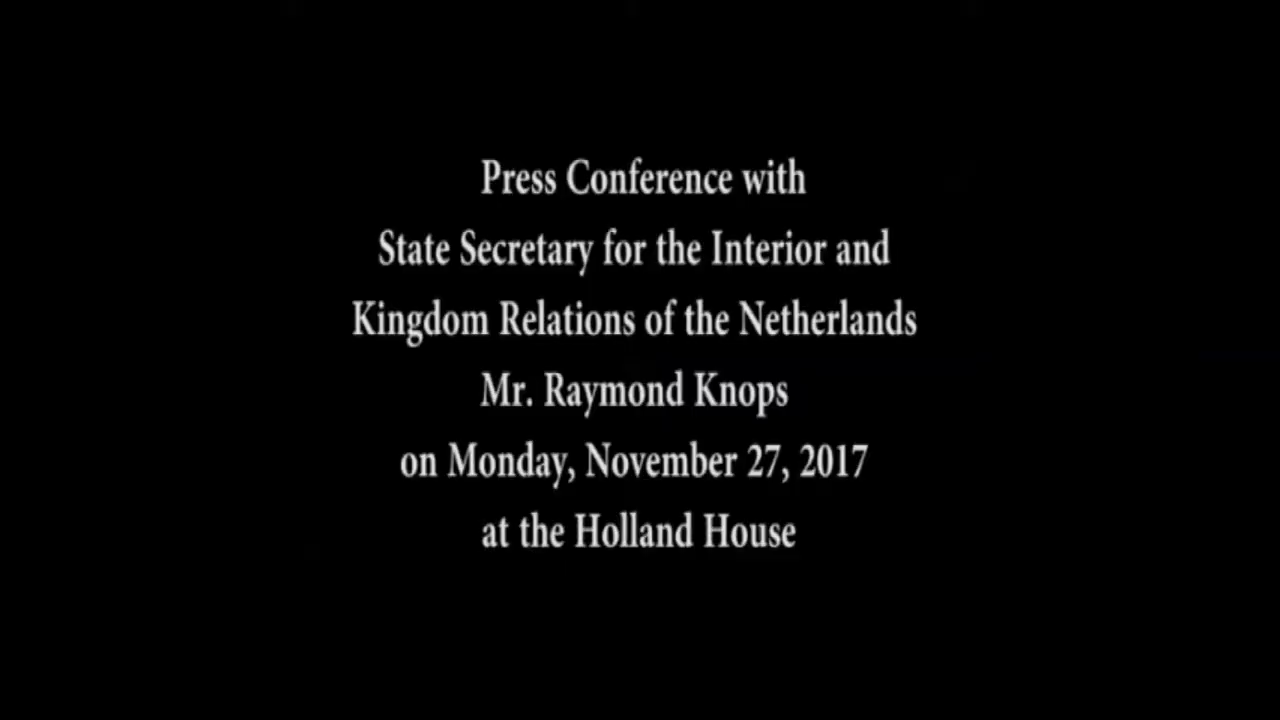 Press Conference with
State Secretary for the Interior and
Kingdom Relations of the Netherlands
Mr. Raymond Knops
on Monday, November 27, 2017
at the Holland House